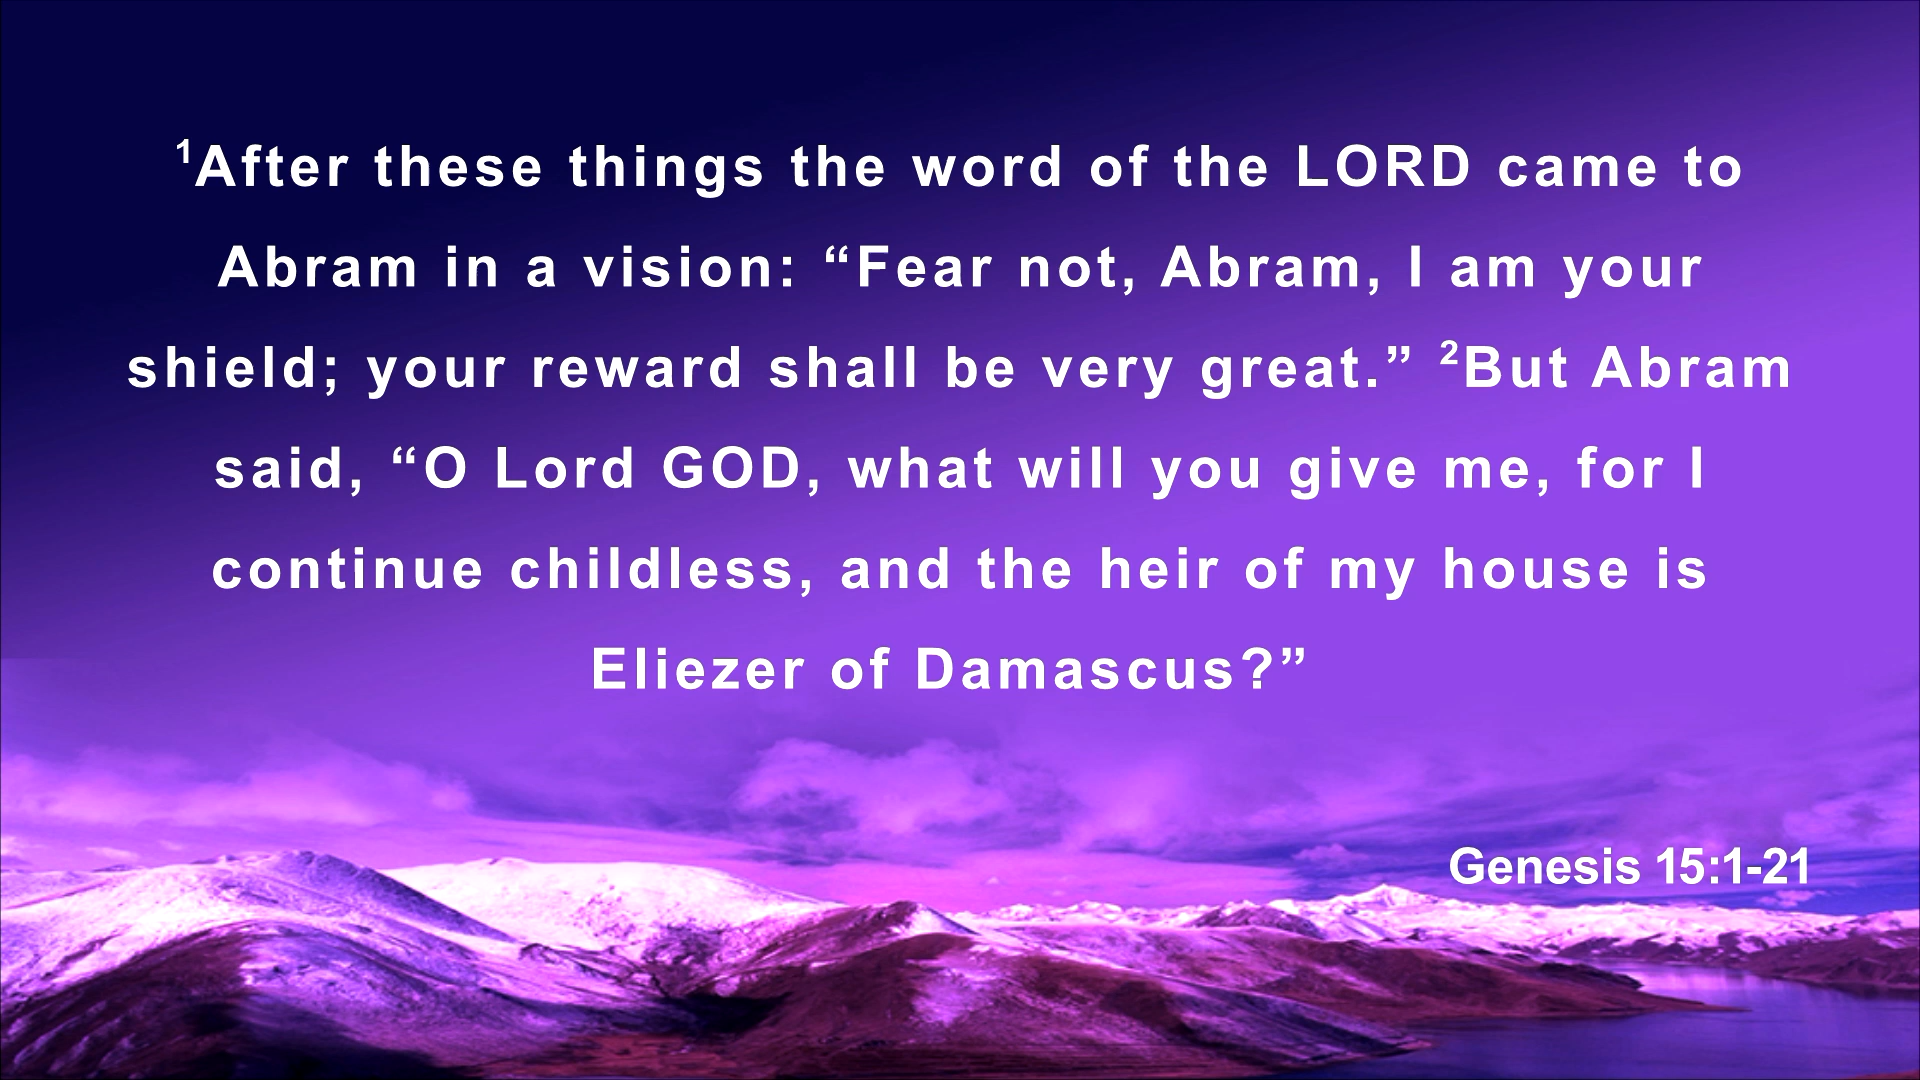 ¹After these things the word of the LORD came to
Abram in a vision: “Fear not, Abram, I am your
shield; your reward shall be very great.” ²But Abram
said, “O Lord GOD, what will you give me, for I
continue childless, and the heir of my house is
Eliezer of Damascus?”
Genesis 15:1-21